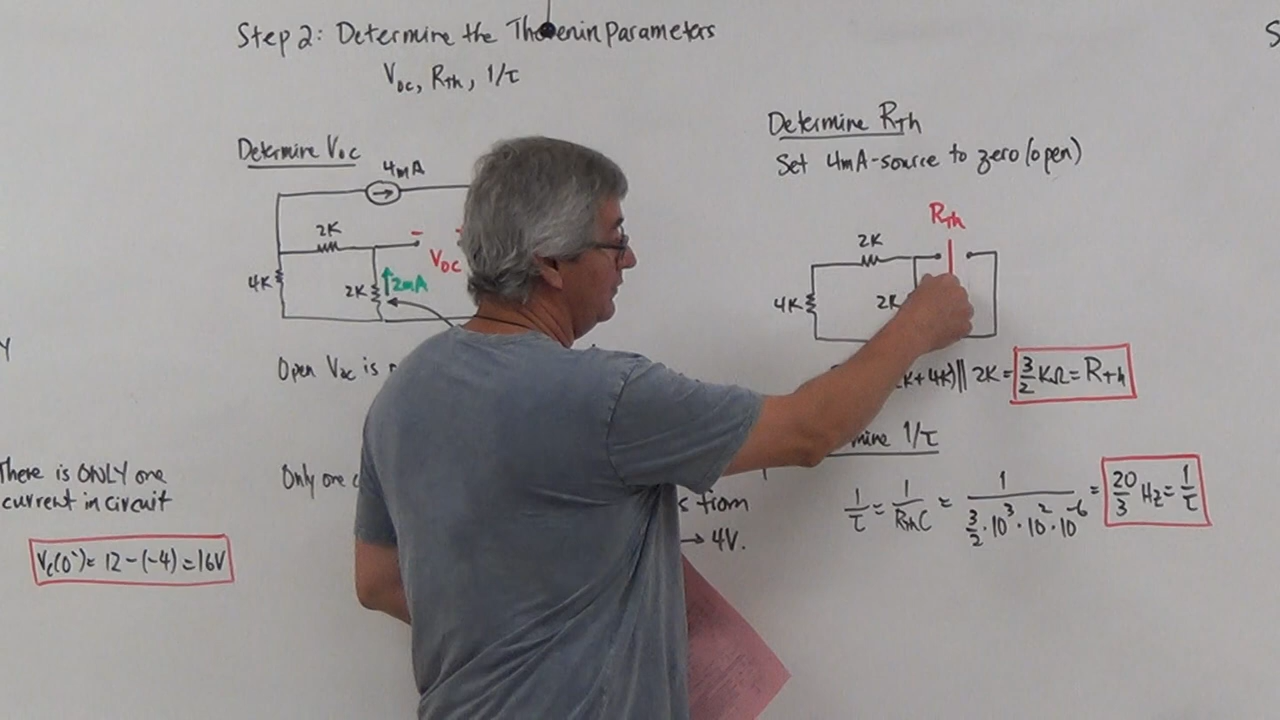 Step 2: Determine the Thevenin Parameters
Voc, RTh, 1/τ
S
Determine Voc
4mA
2K
-
Voc
4K
2K
2mA
Open Voc is
Only one
s from
→ 4V.
Y
There is ONLY one
current in circuit
Vc(0⁻) = 12 - (-4) = 16V
Determine RTh
Set 4mA-source to zero (open)
RTh
2K
4K
2K
K+4K)||2K = 3/2 KΩ = RTh
mine 1/τ
1/τ = 1/RThC = 1/(3/2·10³·10²·10⁻⁶) = 20/3 Hz = 1/τ